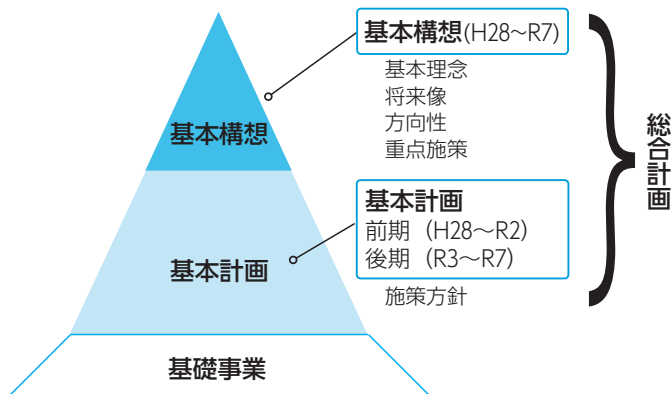 基本構想
基本計画
基礎事業
基本構想(H28〜R7)
基本理念
将来像
方向性
重点施策
基本計画
前期（H28〜R2）
後期（R3〜R7）
施策方針
総合計画